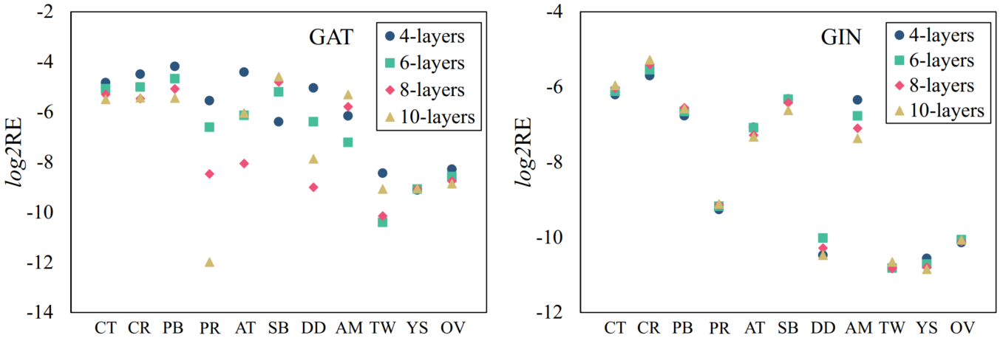 -2
-4
-6
-8
-10
-12
-14
log2RE
GAT
4-layers
6-layers
8-layers
10-layers
CT CR PB PR AT SB DD AM TW YS OV
-4
-6
-8
-10
-12
log2RE
GIN
4-layers
6-layers
8-layers
10-layers
CT CR PB PR AT SB DD AM TW YS OV